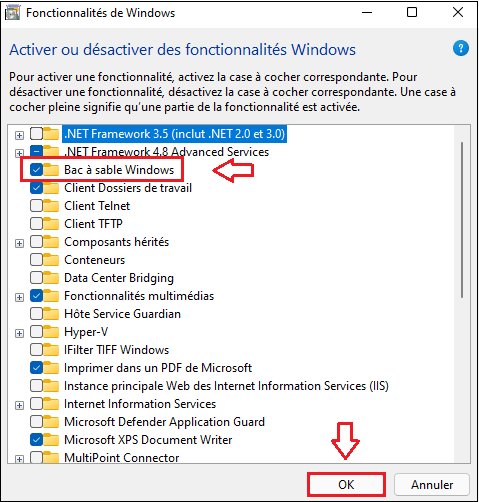 Fonctionnalités de Windows
Activer ou désactiver des fonctionnalités Windows
?
Pour activer une fonctionnalité, activez la case à cocher correspondante. Pour
désactiver une fonctionnalité, désactivez la case à cocher correspondante. Une case à
cocher pleine signifie qu'une partie de la fonctionnalité est activée.
.NET Framework 3.5 (inclut .NET 2.0 et 3.0)
.NET Framework 4.8 Advanced Services
Bac à sable Windows
Client Dossiers de travail
Client Telnet
Client TFTP
Composants hérités
Conteneurs
Data Center Bridging
Fonctionnalités multimédias
Hôte Service Guardian
Hyper-V
IFilter TIFF Windows
Imprimer dans un PDF de Microsoft
Instance principale Web des Internet Information Services (IIS)
Internet Information Services
Microsoft Defender Application Guard
Microsoft XPS Document Writer
MultiPoint Connector
OK
Annuler